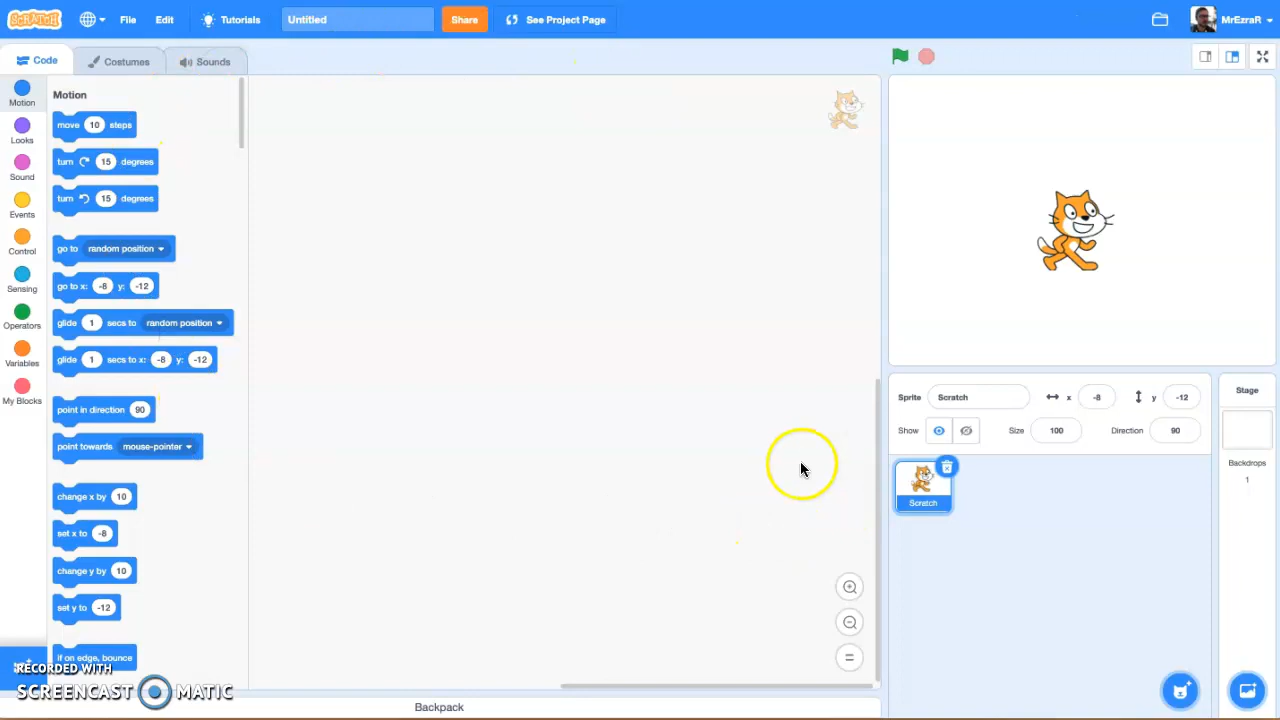 SCRATCH File Edit Tutorials Untitled Share See Project Page MrEzraR
Code Costumes Sounds
Motion
Looks
Sound
Events
Control
Sensing
Operators
Variables
My Blocks
Motion
move 10 steps
turn 15 degrees
turn 15 degrees
go to random position
go to x: -8 y: -12
glide 1 secs to random position
glide 1 secs to x: -8 y: -12
point in direction 90
point towards mouse-pointer
change x by 10
set x to -8
change y by 10
set y to -12
if on edge, bounce
RECORDED WITH
SCREENCAST MATIC
Backpack
Sprite Scratch x -8 y -12
Show Size 100 Direction 90
Scratch
Stage
Backdrops
1